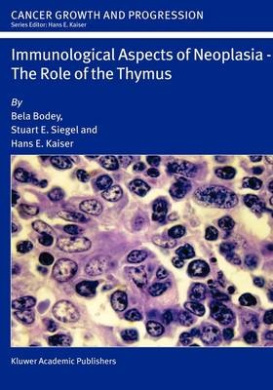 CANCER GROWTH AND PROGRESSION
Series Editor: Hans E. Kaiser
Immunological Aspects of Neoplasia -
The Role of the Thymus
By
Bela Bodey,
Stuart E. Siegel and
Hans E. Kaiser
Kluwer Academic Publishers